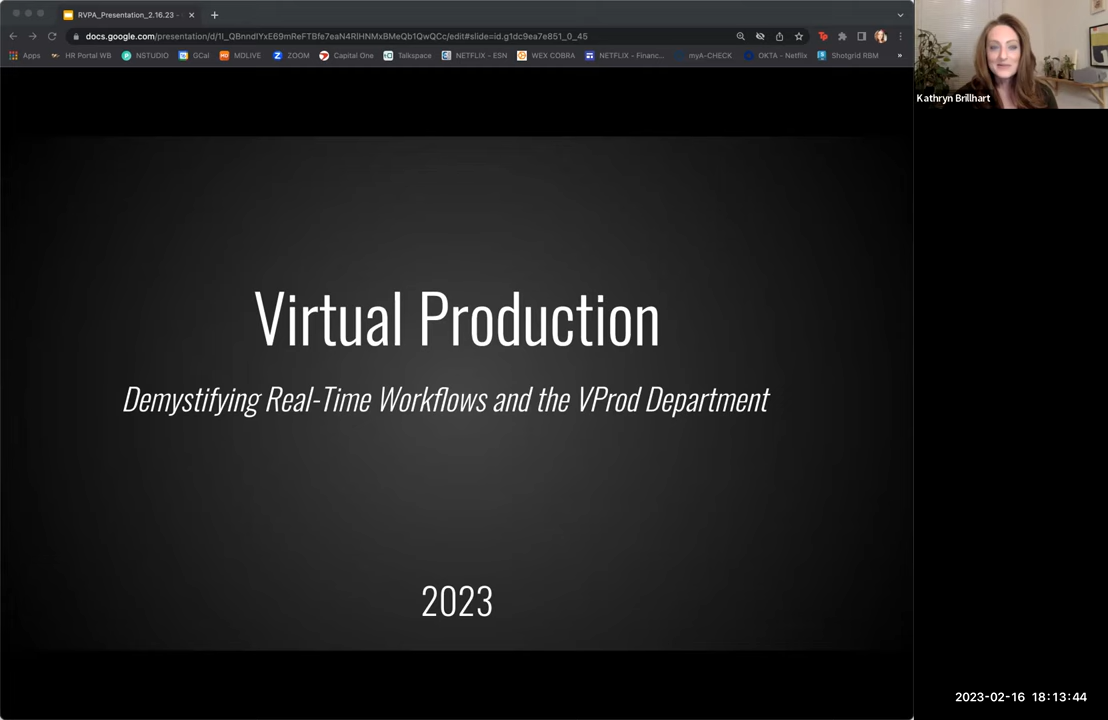 RVPA_Presentation_2.16.23 -
docs.google.com/presentation/d/1I_QBnndIYxE69mReFTBfe7eaN4RIHNMxBMeQb1QwQCc/edit#slide=id.g1dc9ea7e851_0_45
Apps HR Portal WB NSTUDIO GCal MDLIVE ZOOM Capital One Talkspace NETFLIX - ESN WEX COBRA NETFLIX - Financ... myA-CHECK OKTA - Netflix Shotgrid RBM »
Kathryn Brillhart
Virtual Production
Demystifying Real-Time Workflows and the VProd Department
2023
2023-02-16 18:13:44